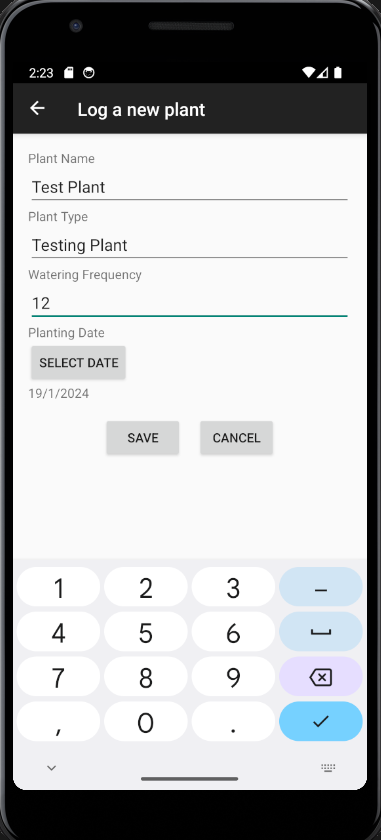 2:23
Log a new plant
Plant Name
Test Plant
Plant Type
Testing Plant
Watering Frequency
12
Planting Date
SELECT DATE
19/1/2024
SAVE CANCEL
1 2 3 –
4 5 6
7 8 9
, 0 .